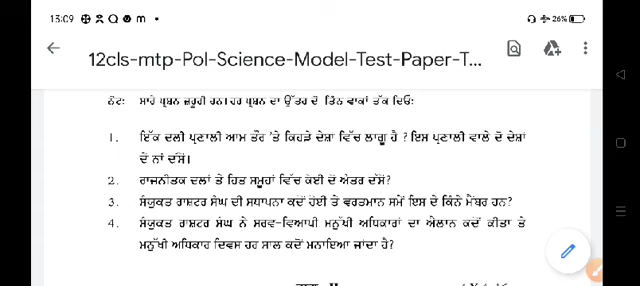 13:09
26%
12cls-mtp-Pol-Science-Model-Test-Paper-T...
ਨੋਟ: ਸਾਰੇ ਪ੍ਰਸ਼ਨ ਜ਼ਰੂਰੀ ਹਨ। ਹਰ ਪ੍ਰਸ਼ਨ ਦਾ ਉੱਤਰ ਦੋ ਤਿੰਨ ਵਾਕਾਂ ਤੱਕ ਦਿਓ:
1. ਇੱਕ ਦਲੀ ਪ੍ਰਣਾਲੀ ਆਮ ਤੌਰ 'ਤੇ ਕਿਹੜੇ ਦੇਸ਼ਾਂ ਵਿੱਚ ਲਾਗੂ ਹੈ ? ਇਸ ਪ੍ਰਣਾਲੀ ਵਾਲੇ ਦੋ ਦੇਸ਼ਾਂ
ਦੇ ਨਾਂ ਦੱਸੋ।
2. ਰਾਜਨੀਤਕ ਦਲਾਂ ਤੇ ਹਿਤ ਸਮੂਹਾਂ ਵਿੱਚ ਕੋਈ ਦੋ ਅੰਤਰ ਦੱਸੋ?
3. ਸੰਯੁਕਤ ਰਾਸ਼ਟਰ ਸੰਘ ਦੀ ਸਥਾਪਨਾ ਕਦੋਂ ਹੋਈ ਤੇ ਵਰਤਮਾਨ ਸਮੇਂ ਇਸ ਦੇ ਕਿੰਨੇ ਮੈਂਬਰ ਹਨ?
4. ਸੰਯੁਕਤ ਰਾਸ਼ਟਰ ਸੰਘ ਨੇ ਸਰਵ-ਵਿਆਪੀ ਮਨੁੱਖੀ ਅਧਿਕਾਰਾਂ ਦਾ ਐਲਾਨ ਕਦੋਂ ਕੀਤਾ ਤੇ
ਮਨੁੱਖੀ ਅਧਿਕਾਰ ਦਿਵਸ ਹਰ ਸਾਲ ਕਦੋਂ ਮਨਾਇਆ ਜਾਂਦਾ ਹੈ?